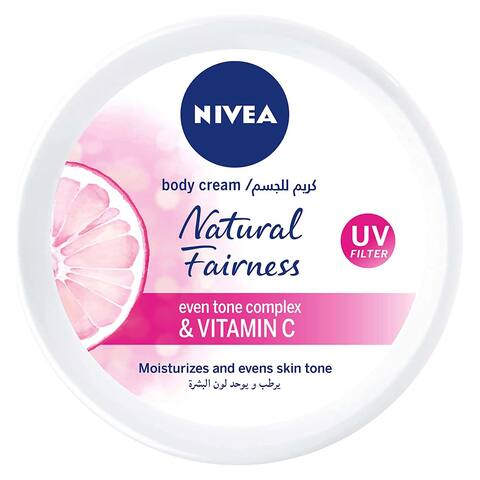 NIVEA
body cream / كريم للجسم
Natural
Fairness
UV
FILTER
even tone complex
& VITAMIN C
Moisturizes and evens skin tone
يرطب و يوحد لون البشرة